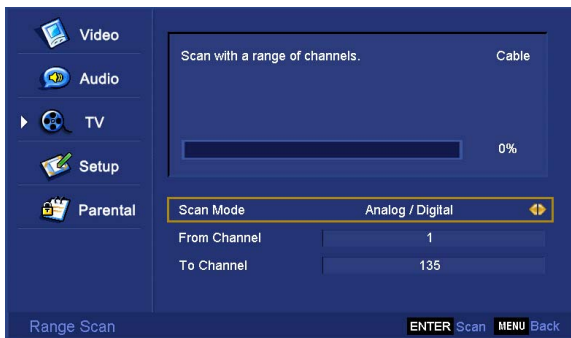 Video
Audio
TV
Setup
Parental
Scan with a range of channels. Cable
0%
Scan Mode Analog / Digital
From Channel 1
To Channel 135
Range Scan ENTER Scan MENU Back